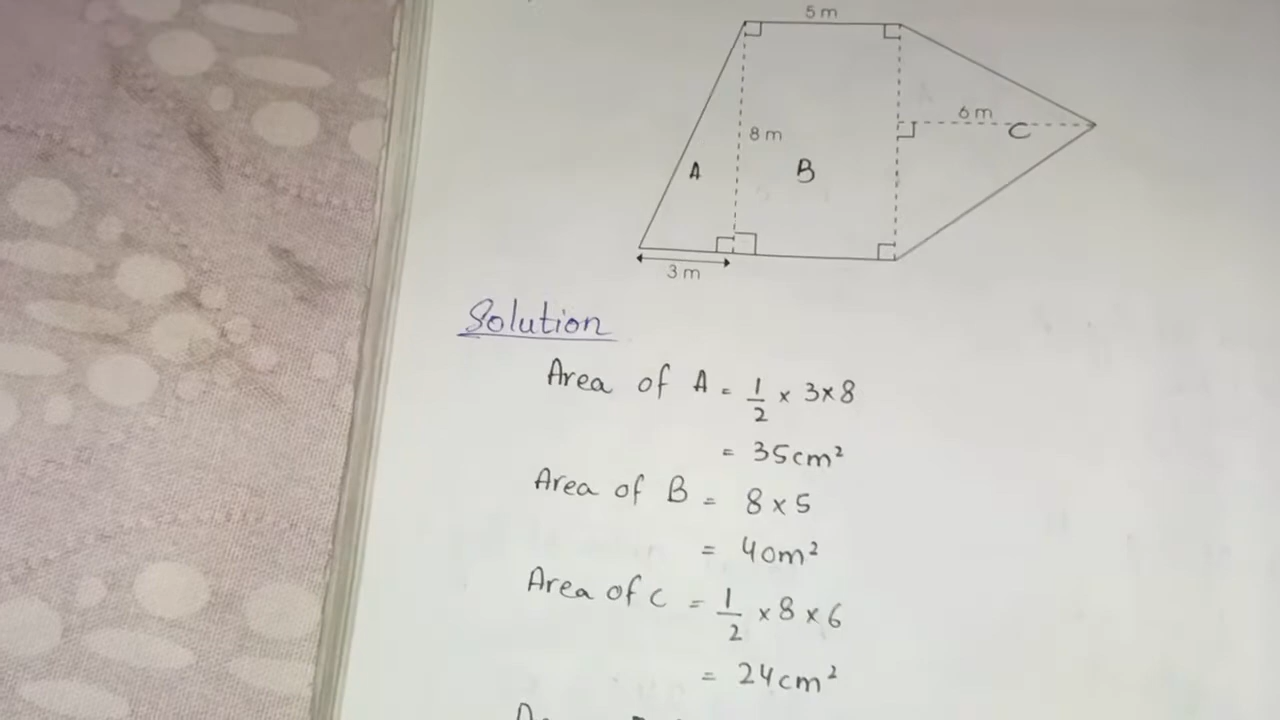 5 m
6 m
C
8 m
A
B
3 m
Solution
Area of A = 1/2 × 3×8
= 35cm²
Area of B = 8 × 5
= 40m²
Area of C = 1/2 × 8 × 6
= 24cm²